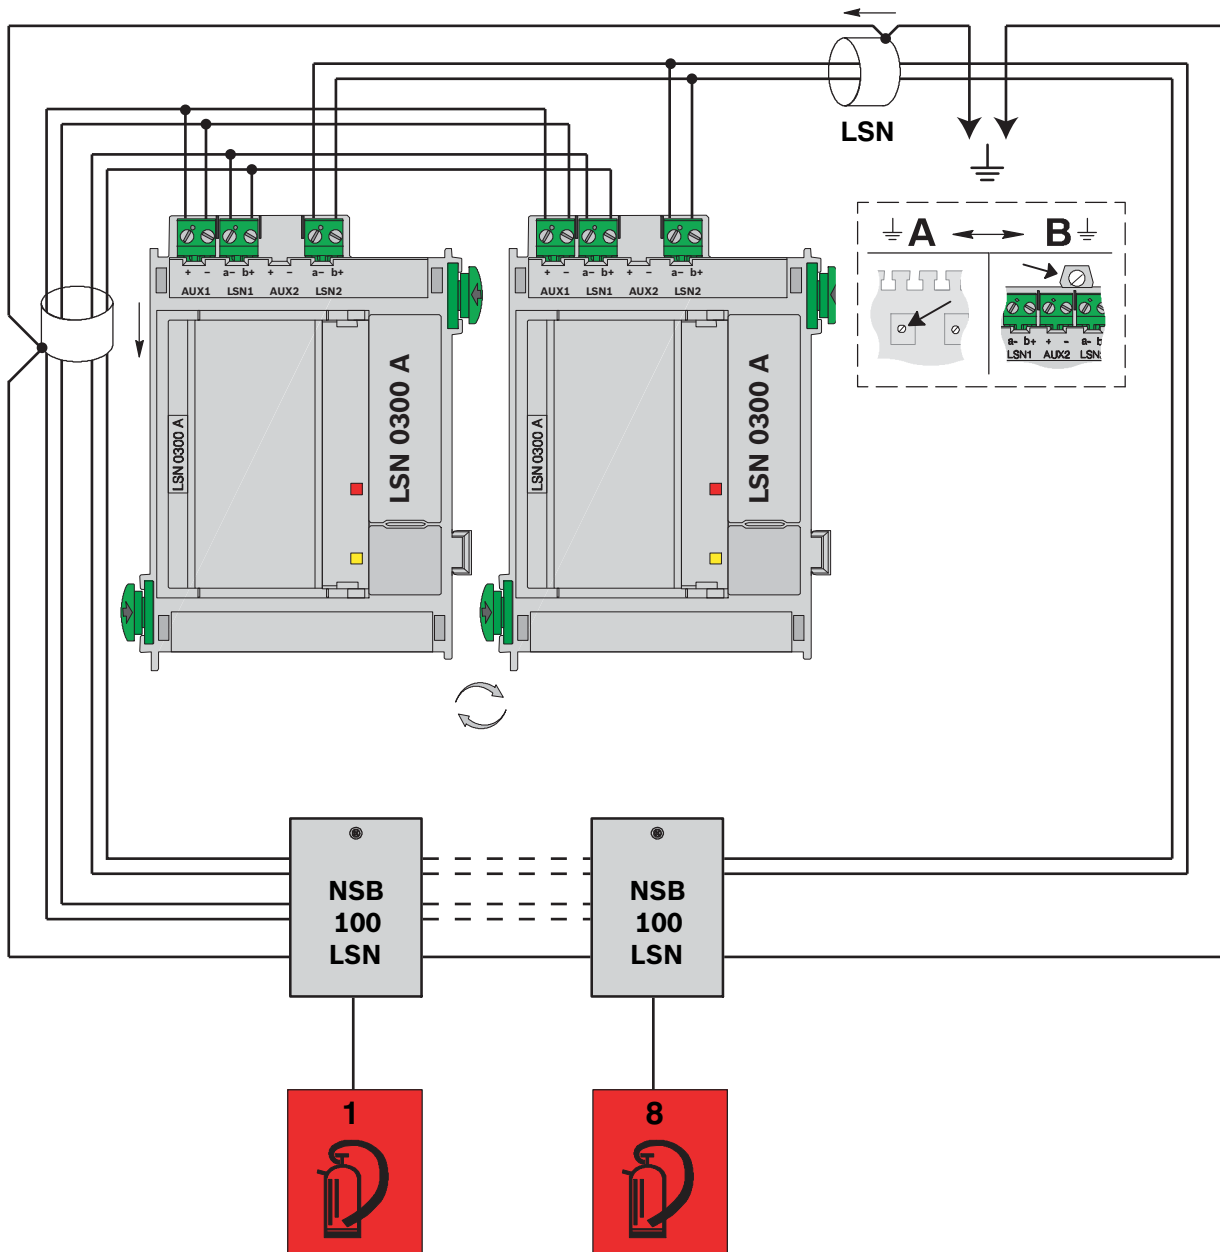 LSN
A B
+ − a− b+ + − a− b+
AUX1 LSN1 AUX2 LSN2
LSN 0300 A
LSN 0300 A
+ − a− b+ + − a− b+
AUX1 LSN1 AUX2 LSN2
LSN 0300 A
LSN 0300 A
a- b+ + - a- b
LSN1 AUX2 LSN
NSB
100
LSN
NSB
100
LSN
1
8